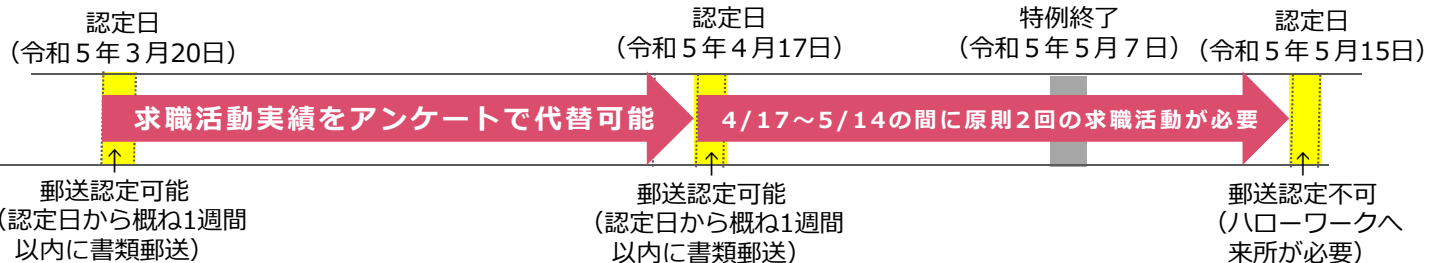 認定日
（令和５年３月20日）
認定日
（令和５年４月17日）
特例終了
（令和５年５月７日）
認定日
（令和５年５月15日）
求職活動実績をアンケートで代替可能
4/17～5/14の間に原則2回の求職活動が必要
↑
郵送認定可能
（認定日から概ね1週間
以内に書類郵送）
↑
郵送認定可能
（認定日から概ね1週間
以内に書類郵送）
↑
郵送認定不可
（ハローワークへ
来所が必要）